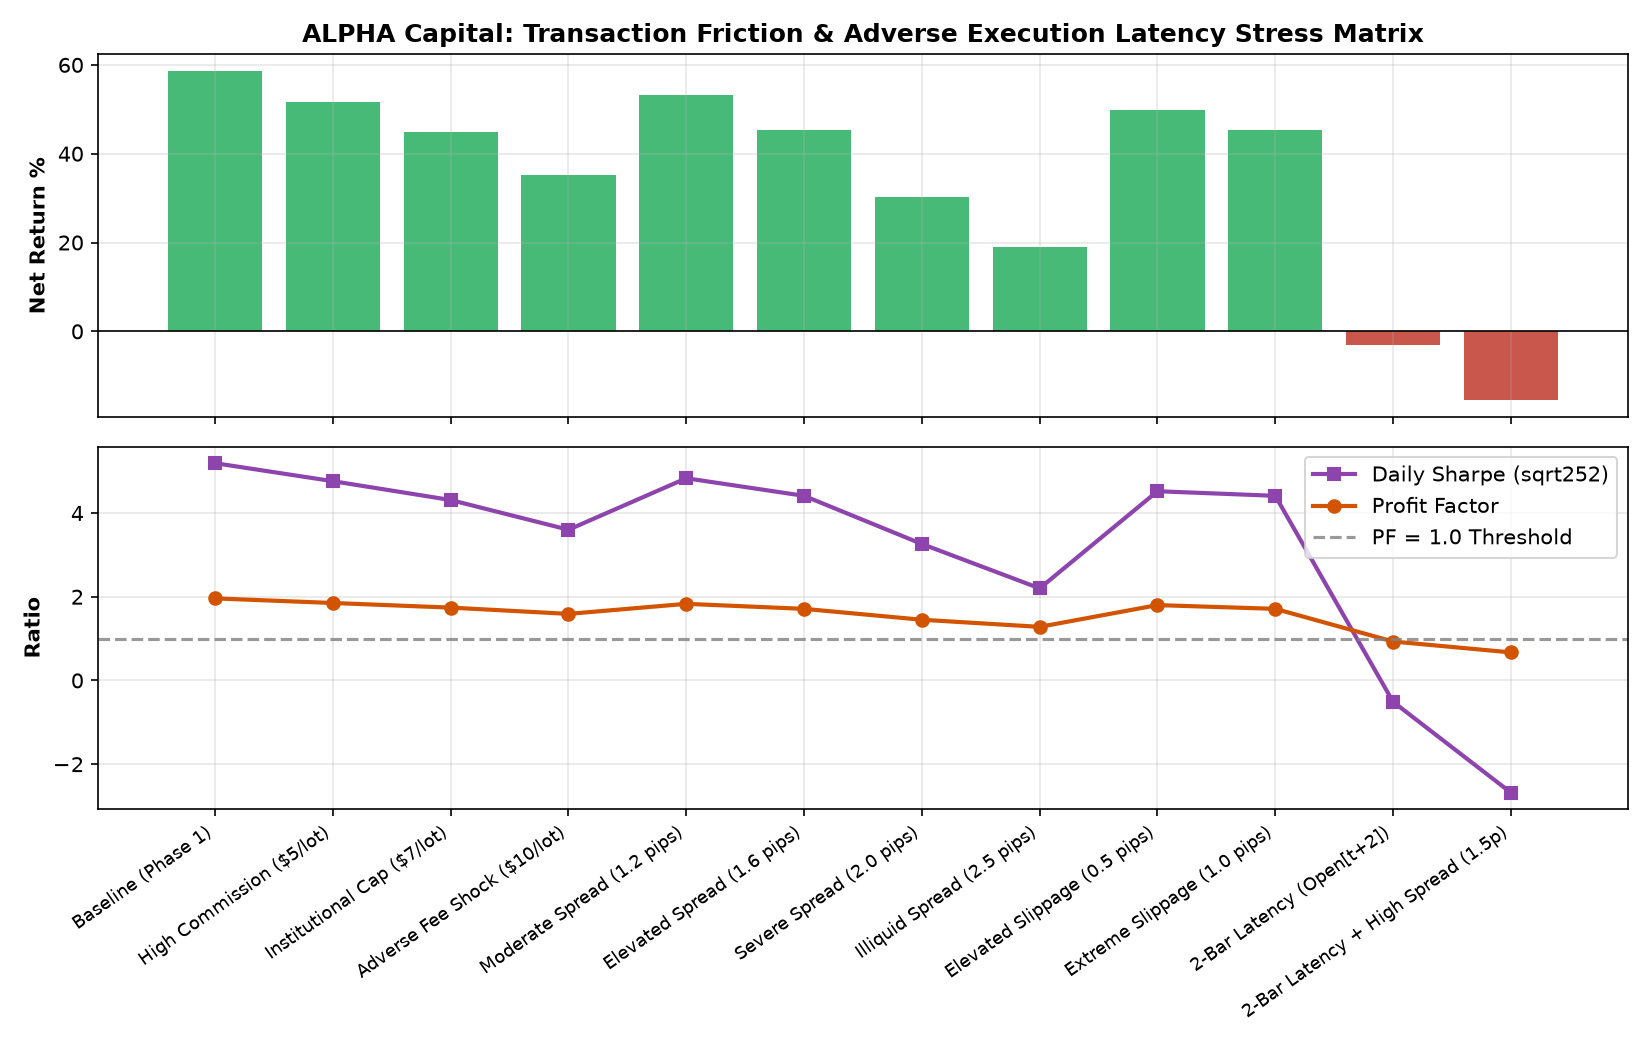 ALPHA Capital: Transaction Friction & Adverse Execution Latency Stress Matrix
Net Return %
60
40
20
0
Ratio
4
2
0
−2
Daily Sharpe (sqrt252)
Profit Factor
PF = 1.0 Threshold
Baseline (Phase 1)
High Commission ($5/lot)
Institutional Cap ($7/lot)
Adverse Fee Shock ($10/lot)
Moderate Spread (1.2 pips)
Elevated Spread (1.6 pips)
Severe Spread (2.0 pips)
Illiquid Spread (2.5 pips)
Elevated Slippage (0.5 pips)
Extreme Slippage (1.0 pips)
2-Bar Latency (Open[t+2])
2-Bar Latency + High Spread (1.5p)